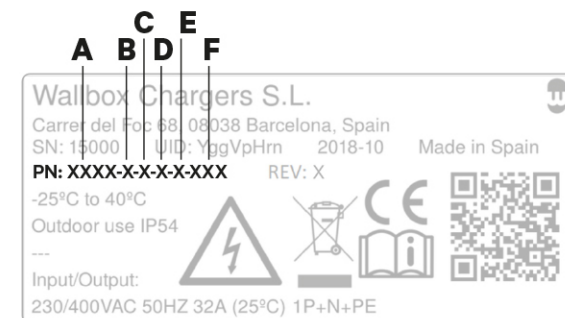 C E
A B D F
Wallbox Chargers S.L.
Carrer del Foc 68, 08038 Barcelona, Spain
SN: 15000 UID: YggVpHrn 2018-10 Made in Spain
PN: XXXX-X-X-X-X-XXX REV: X
-25ºC to 40ºC
Outdoor use IP54
---
Input/Output:
230/400VAC 50HZ 32A (25ºC) 1P+N+PE
CE
i